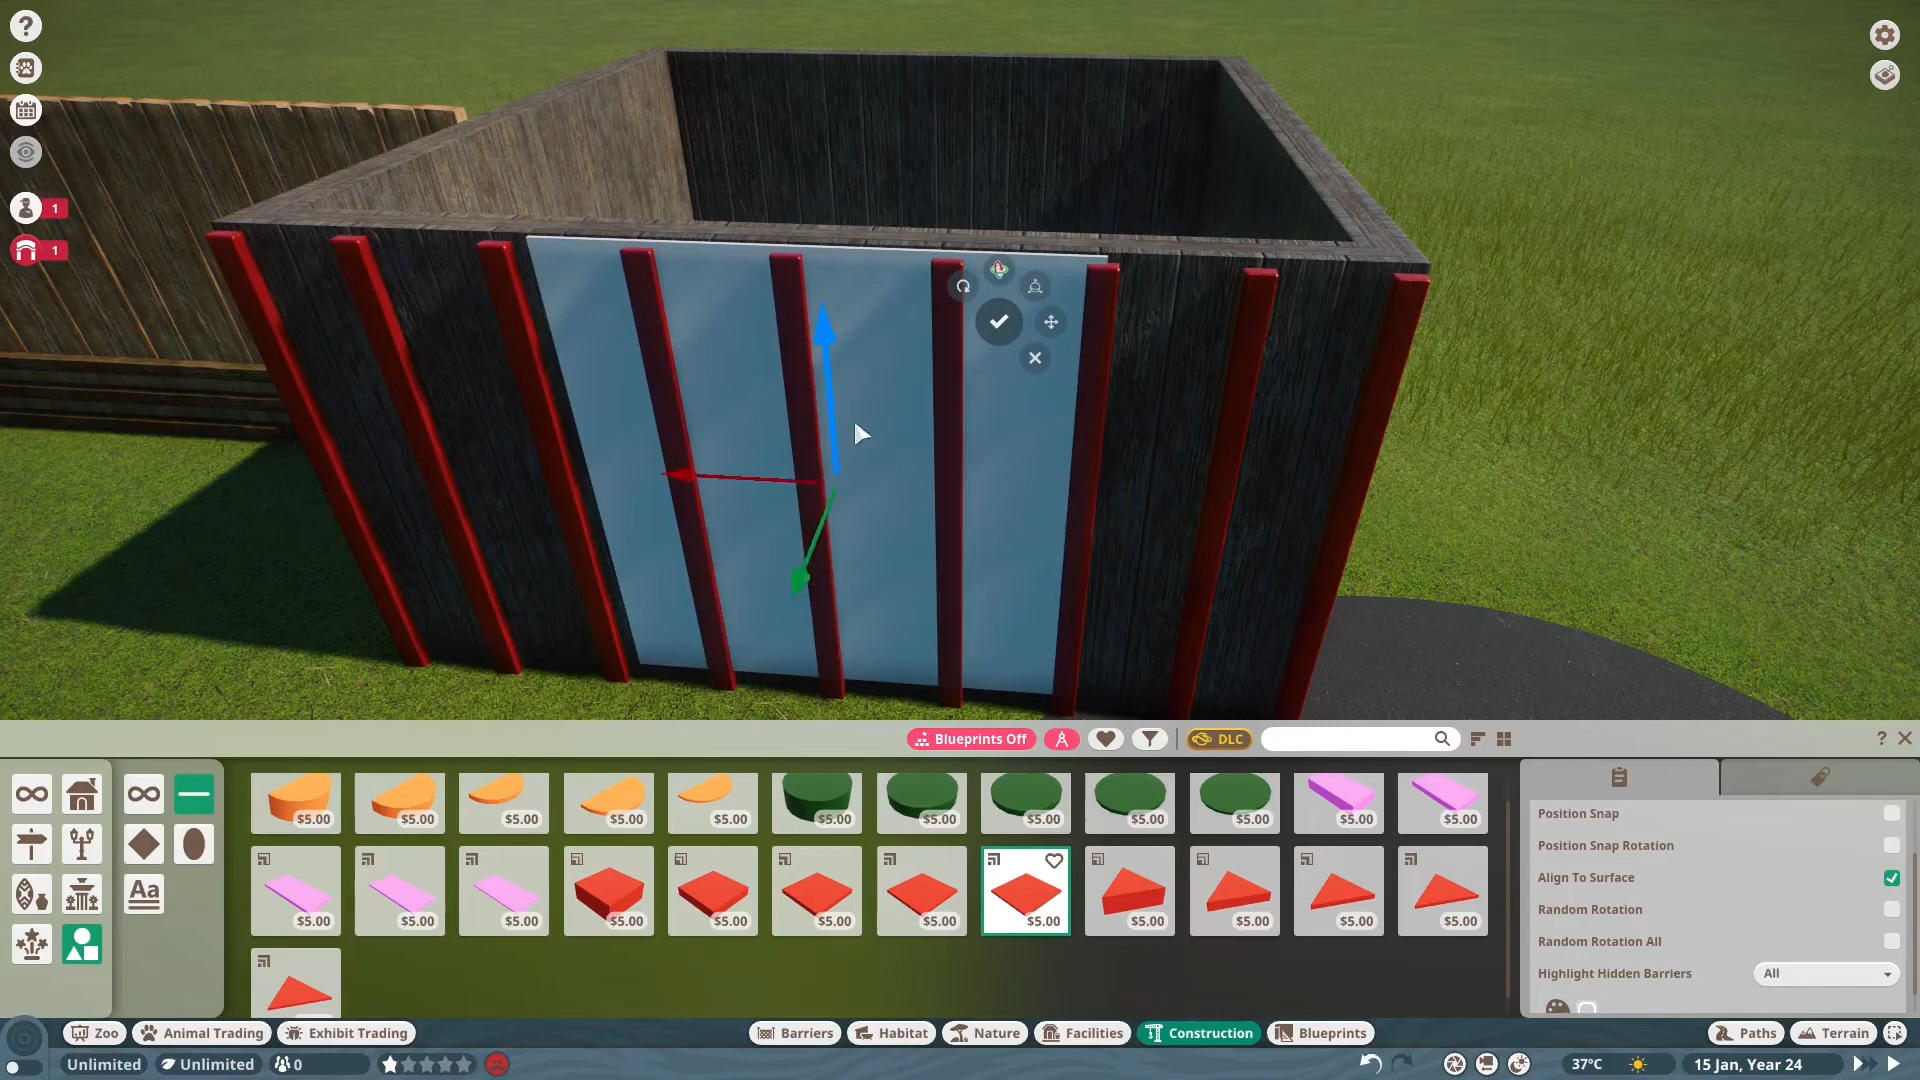 ?
1
1
Blueprints Off
DLC
?
$5.00 $5.00 $5.00 $5.00 $5.00 $5.00 $5.00 $5.00 $5.00 $5.00 $5.00 $5.00
Position Snap
Position Snap Rotation
$5.00 $5.00 $5.00 $5.00 $5.00 $5.00 $5.00 $5.00 $5.00 $5.00 $5.00 $5.00
Aa
Align To Surface
Random Rotation
Random Rotation All
Highlight Hidden Barriers All
Zoo Animal Trading Exhibit Trading Barriers Habitat Nature Facilities Construction Blueprints Paths Terrain
Unlimited Unlimited 0 37°C 15 Jan, Year 24